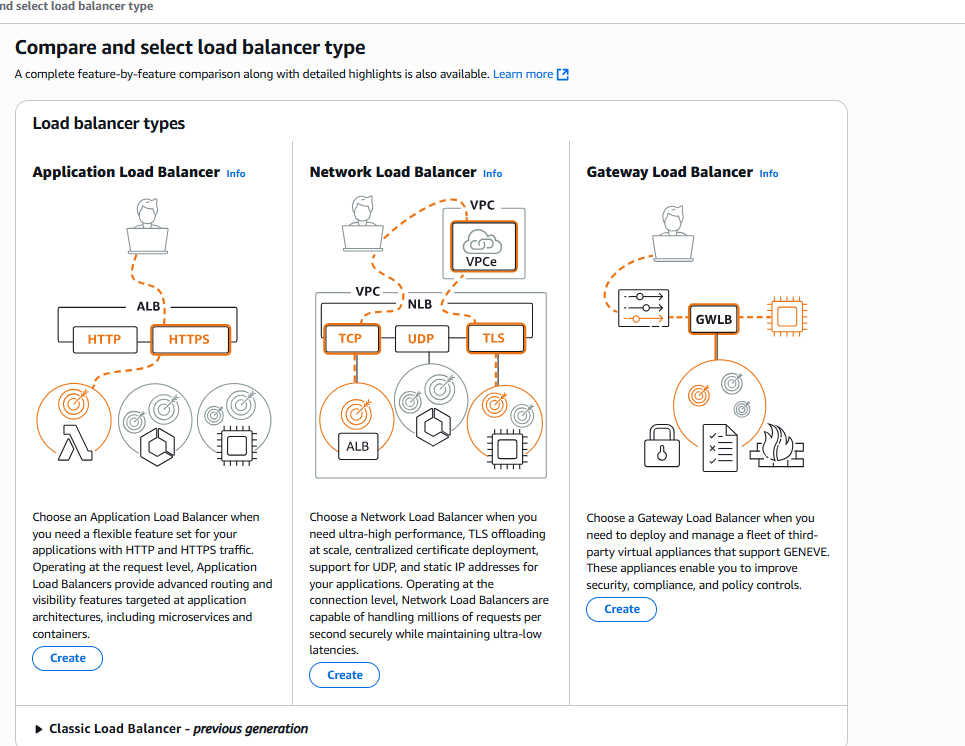 nd select load balancer type
Compare and select load balancer type
A complete feature-by-feature comparison along with detailed highlights is also available. Learn more
Load balancer types
Application Load Balancer Info
ALB
HTTP
HTTPS
Choose an Application Load Balancer when
you need a flexible feature set for your
applications with HTTP and HTTPS traffic.
Operating at the request level, Application
Load Balancers provide advanced routing and
visibility features targeted at application
architectures, including microservices and
containers.
Create
Network Load Balancer Info
VPC
VPCe
VPC
NLB
TCP
UDP
TLS
ALB
Choose a Network Load Balancer when you
need ultra-high performance, TLS offloading
at scale, centralized certificate deployment,
support for UDP, and static IP addresses for
your applications. Operating at the
connection level, Network Load Balancers are
capable of handling millions of requests per
second securely while maintaining ultra-low
latencies.
Create
Gateway Load Balancer Info
GWLB
Choose a Gateway Load Balancer when you
need to deploy and manage a fleet of third-
party virtual appliances that support GENEVE.
These appliances enable you to improve
security, compliance, and policy controls.
Create
Classic Load Balancer - previous generation